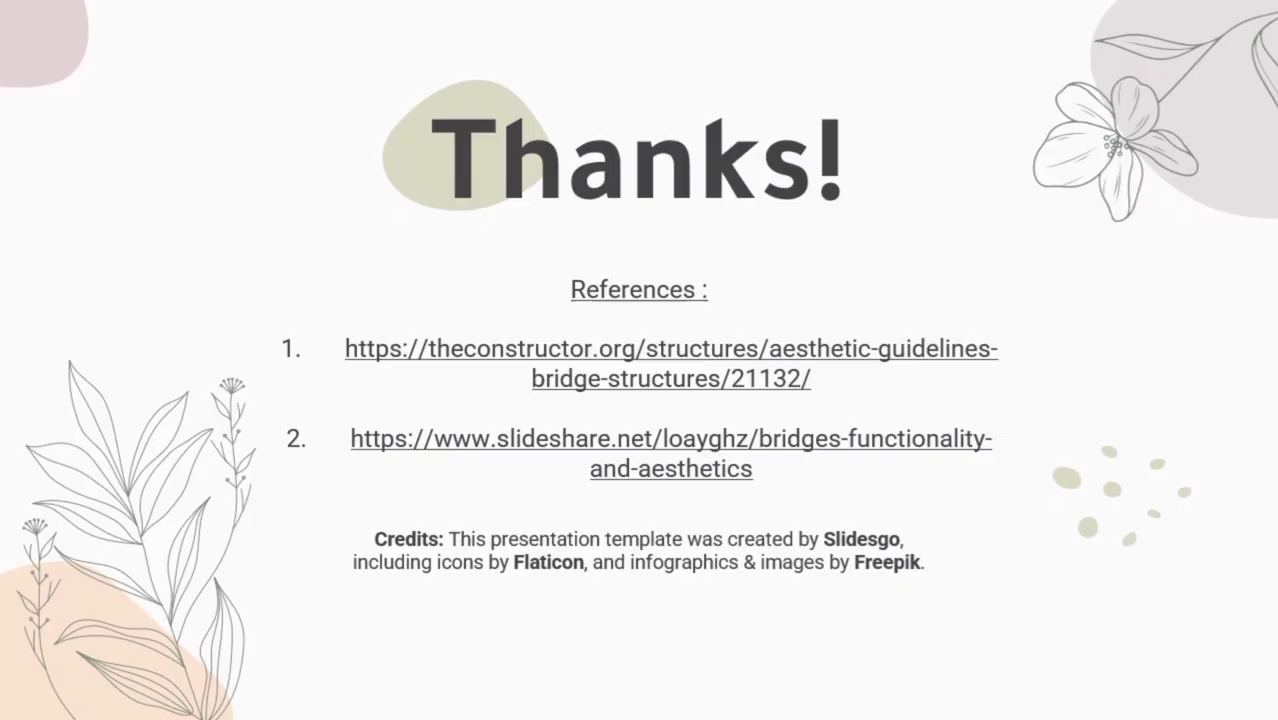 Thanks!
References :
1. https://theconstructor.org/structures/aesthetic-guidelines-
bridge-structures/21132/
2. https://www.slideshare.net/loayghz/bridges-functionality-
and-aesthetics
Credits: This presentation template was created by Slidesgo,
including icons by Flaticon, and infographics & images by Freepik.